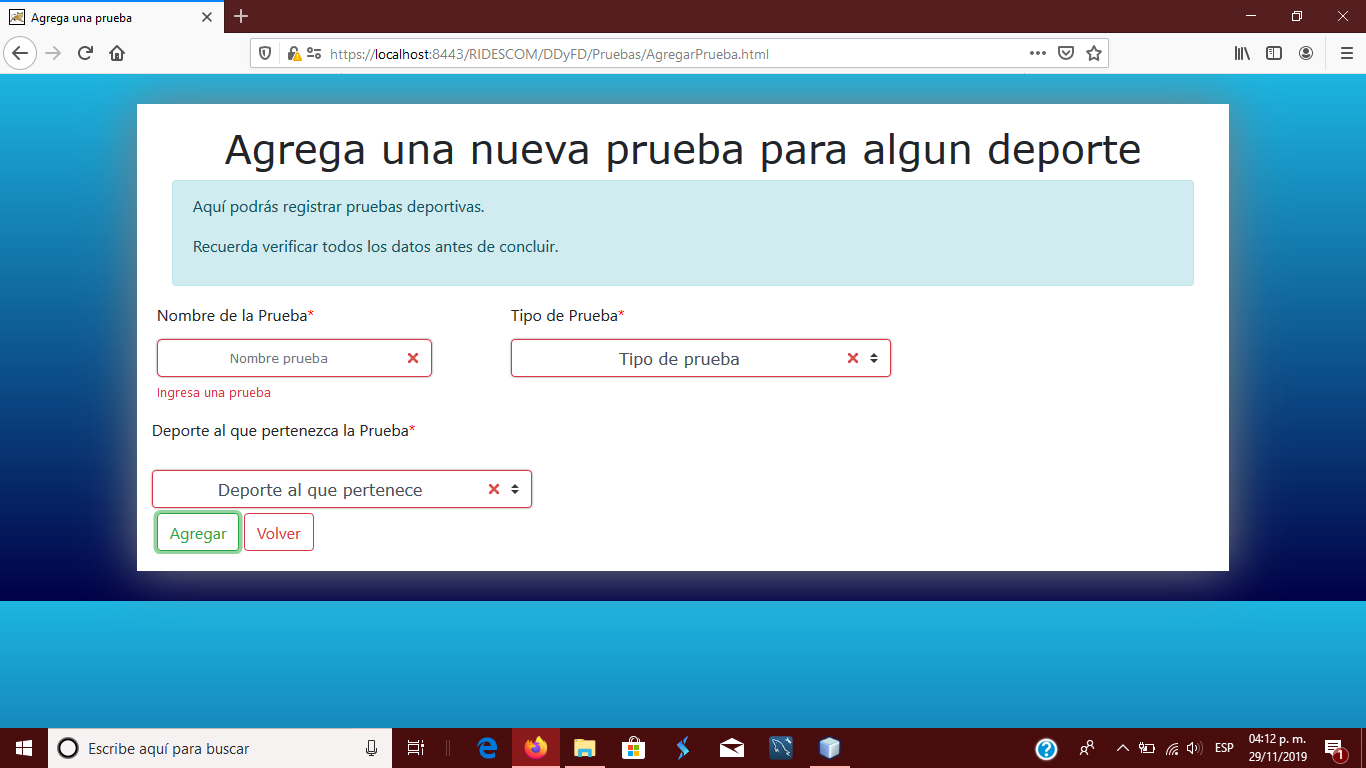 Agrega una prueba
https://localhost:8443/RIDESCOM/DDyFD/Pruebas/AgregarPrueba.html
Agrega una nueva prueba para algun deporte
Aquí podrás registrar pruebas deportivas.
Recuerda verificar todos los datos antes de concluir.
Nombre de la Prueba*
Tipo de Prueba*
Nombre prueba
Tipo de prueba
Ingresa una prueba
Deporte al que pertenezca la Prueba*
Deporte al que pertenece
Agregar
Volver
Escribe aquí para buscar
ESP
04:12 p. m.
29/11/2019
1